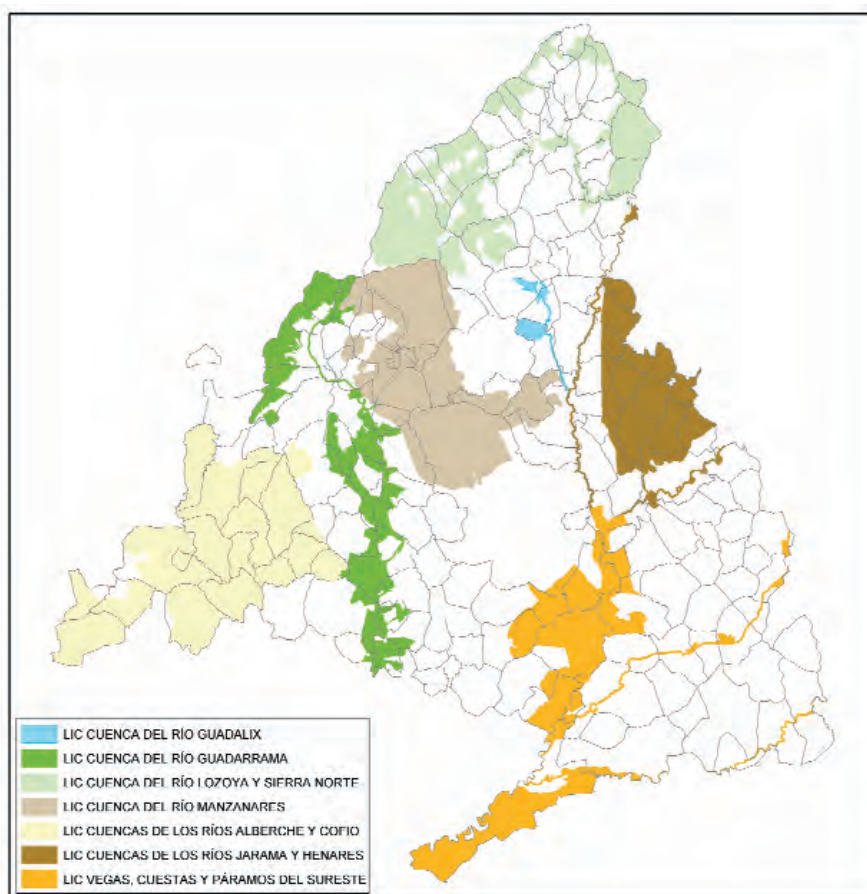 LIC CUENCA DEL RÍO GUADALIX
LIC CUENCA DEL RÍO GUADARRAMA
LIC CUENCA DEL RÍO LOZOYA Y SIERRA NORTE
LIC CUENCA DEL RÍO MANZANARES
LIC CUENCAS DE LOS RÍOS ALBERCHE Y COFIO
LIC CUENCAS DE LOS RÍOS JARAMA Y HENARES
LIC VEGAS, CUESTAS Y PÁRAMOS DEL SURESTE